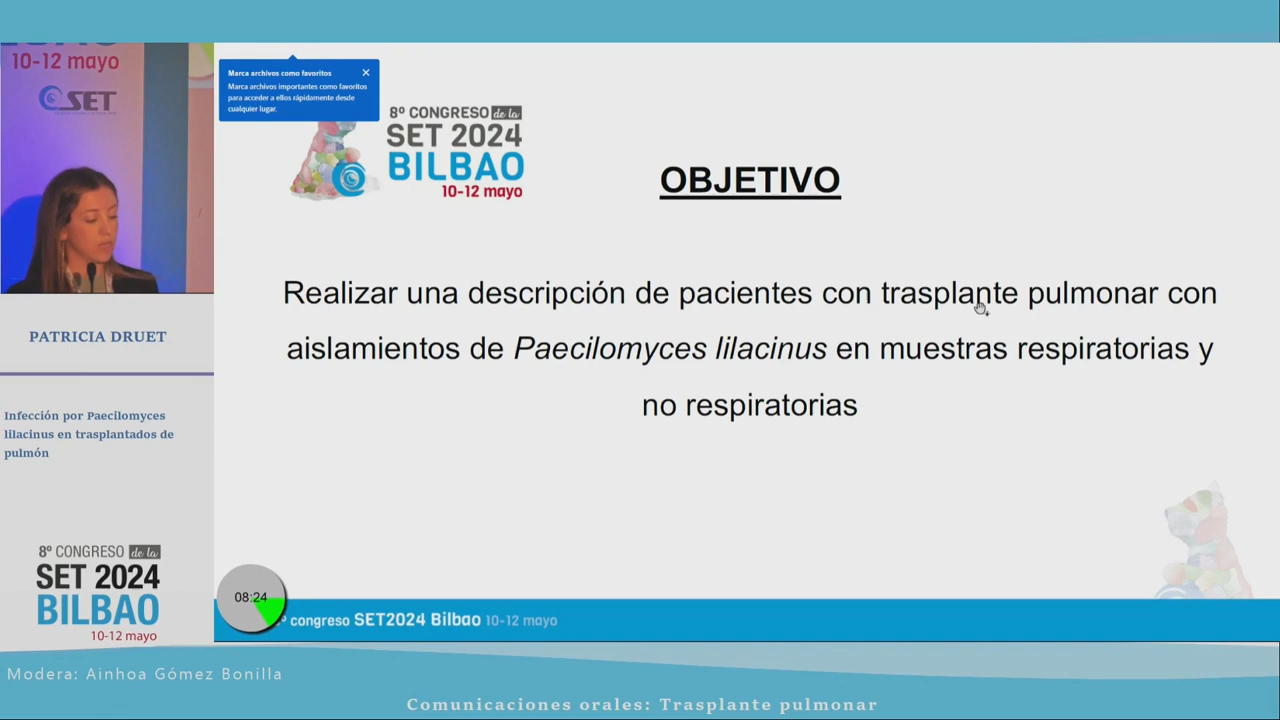 10-12 mayo
SET
PATRICIA DRUET
Infección por Paecilomyces
lilacinus en trasplantados de
pulmón
8º CONGRESO de la
SET 2024
BILBAO
10-12 mayo
Marca archivos como favoritos
Marca archivos importantes como favoritos
para acceder a ellos rápidamente desde
cualquier lugar.
8º CONGRESO de la
SET 2024
BILBAO
10-12 mayo
OBJETIVO
Realizar una descripción de pacientes con trasplante pulmonar con
aislamientos de Paecilomyces lilacinus en muestras respiratorias y
no respiratorias
08:24
º congreso SET2024 Bilbao 10-12 mayo
Modera: Ainhoa Gómez Bonilla
Comunicaciones orales: Trasplante pulmonar